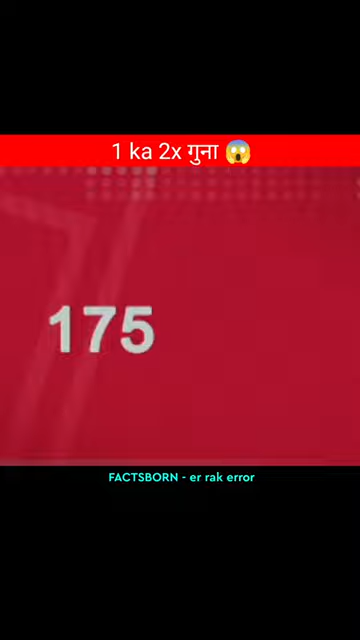 1 ka 2x गुना 😱
175
FACTSBORN - er rak error